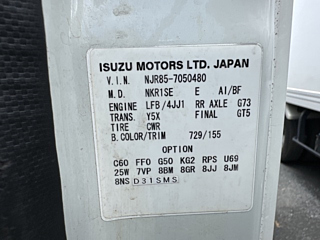 ISUZU MOTORS LTD. JAPAN
V.I.N. NJR85-7050480
M.D. NKR1SE E AI/BF
ENGINE LFB/4JJ1 RR AXLE G73
TRANS. Y5X FINAL GT5
TIRE CWR
B.COLOR/TRIM 729/155
OPTION
C60 FF0 G50 KG2 RPS U69
25W 7VP 8BM 8GR 8JJ 8JM
8NS D31SMS